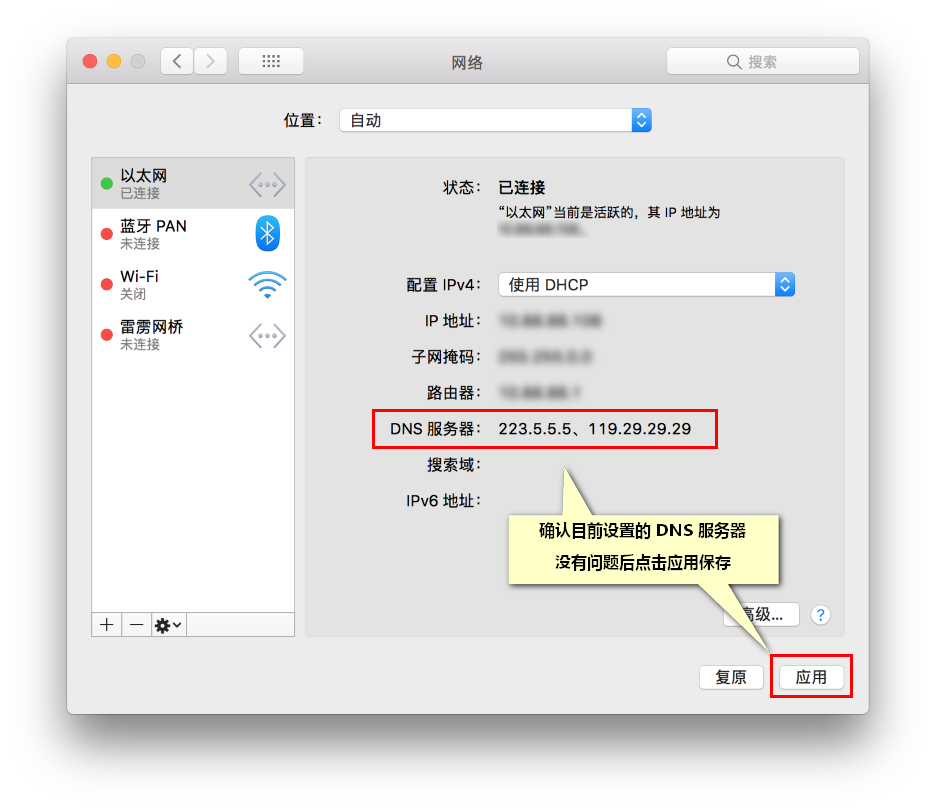 网络
搜索
位置： 自动
以太网
已连接
蓝牙 PAN
未连接
Wi-Fi
关闭
雷雳网桥
未连接
状态： 已连接
“以太网”当前是活跃的，其 IP 地址为
配置 IPv4： 使用 DHCP
IP 地址：
子网掩码：
路由器：
DNS 服务器： 223.5.5.5、119.29.29.29
搜索域：
IPv6 地址：
确认目前设置的 DNS 服务器
没有问题后点击应用保存
高级... ?
复原 应用